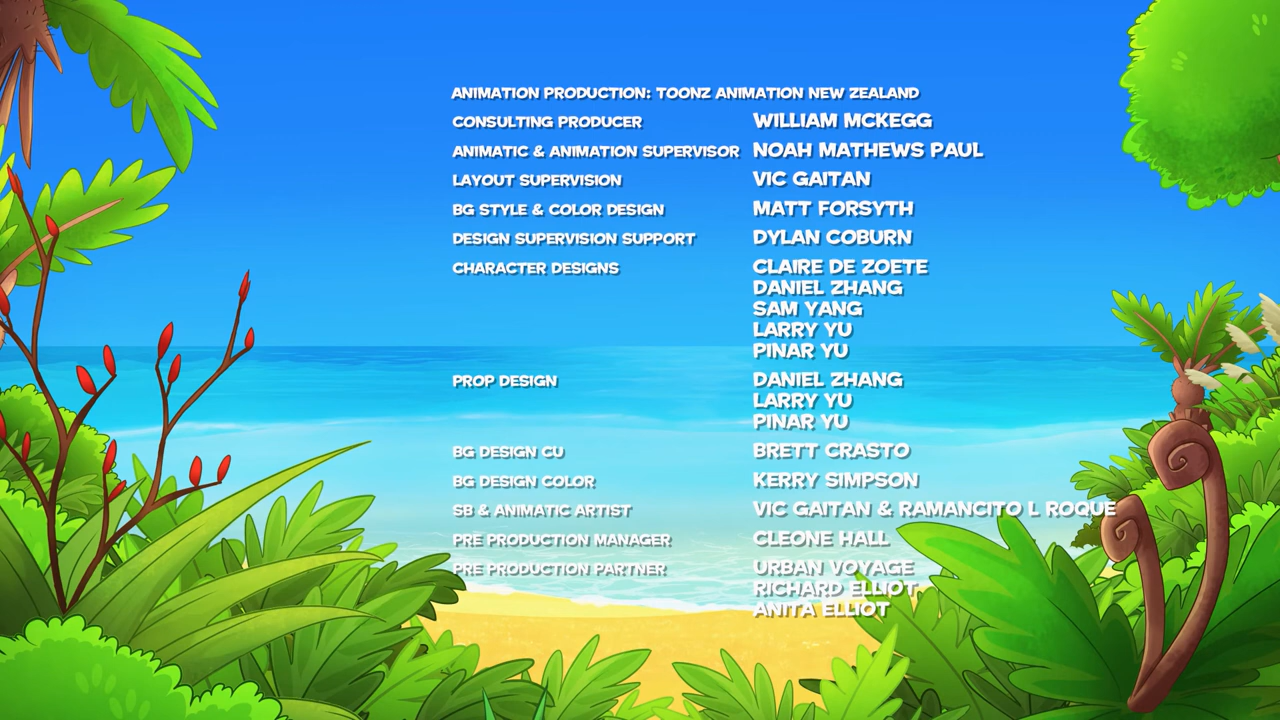 ANIMATION PRODUCTION: TOONZ ANIMATION NEW ZEALAND
CONSULTING PRODUCER WILLIAM MCKEGG
ANIMATIC & ANIMATION SUPERVISOR NOAH MATHEWS PAUL
LAYOUT SUPERVISION VIC GAITAN
BG STYLE & COLOR DESIGN MATT FORSYTH
DESIGN SUPERVISION SUPPORT DYLAN COBURN
CHARACTER DESIGNS CLAIRE DE ZOETE
DANIEL ZHANG
SAM YANG
LARRY YU
PINAR YU
PROP DESIGN DANIEL ZHANG
LARRY YU
PINAR YU
BG DESIGN CU BRETT CRASTO
BG DESIGN COLOR KERRY SIMPSON
SB & ANIMATIC ARTIST VIC GAITAN & RAMANCITO L ROQUE
PRE PRODUCTION MANAGER CLEONE HALL
PRE PRODUCTION PARTNER URBAN VOYAGE
RICHARD ELLIOT
ANITA ELLIOT